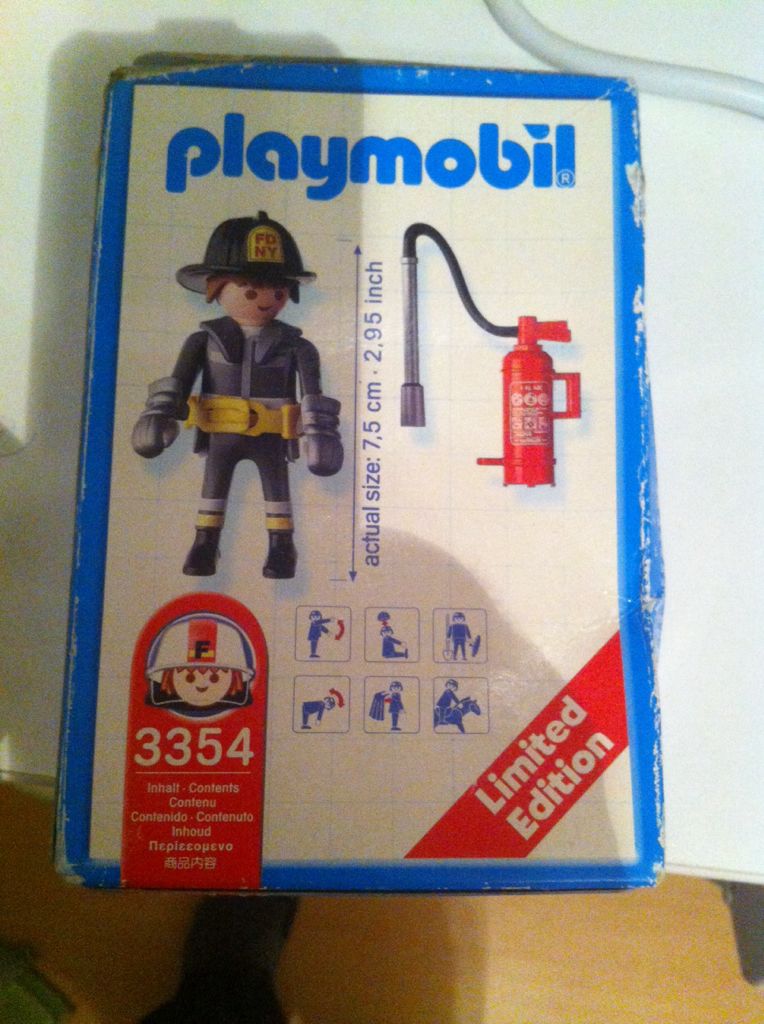 playmobil®
FD
NY
actual size: 7,5 cm · 2,95 inch
F
3354
Inhalt · Contents
Contenu
Contenido · Contenuto
Inhoud
Περίεεομενα
商品内容
Limited
Edition